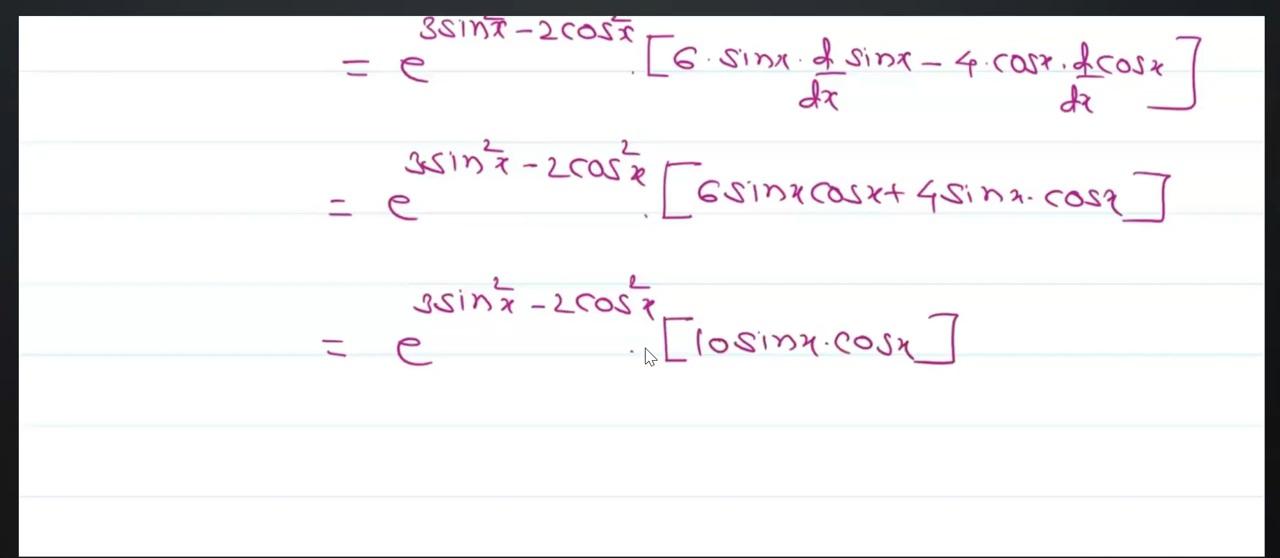 = e^{3sin²x - 2cos²x} . [6 · sinx · d/dx sinx - 4 · cosx · d/dx cosx]
= e^{3sin²x - 2cos²x} . [6sinxcosx + 4sinx · cosx]
= e^{3sin²x - 2cos²x} . [10sinx · cosx]